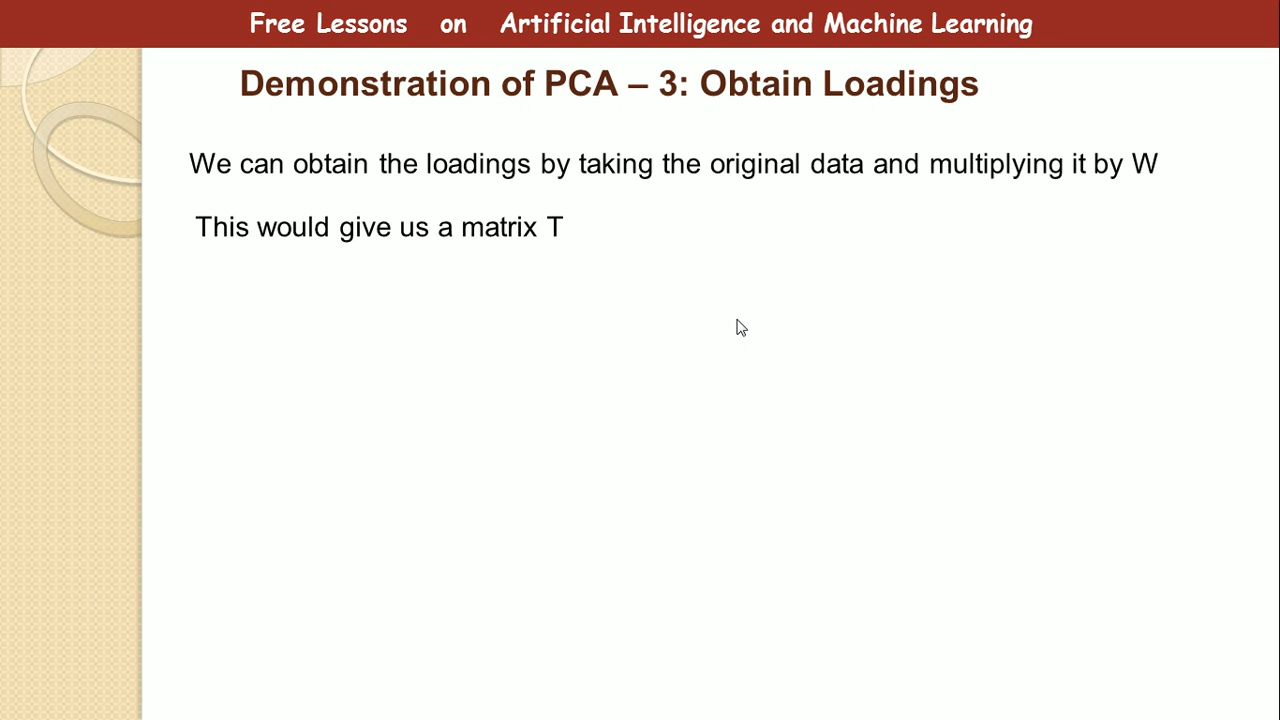 Free Lessons on Artificial Intelligence and Machine Learning
Demonstration of PCA – 3: Obtain Loadings
We can obtain the loadings by taking the original data and multiplying it by W
This would give us a matrix T